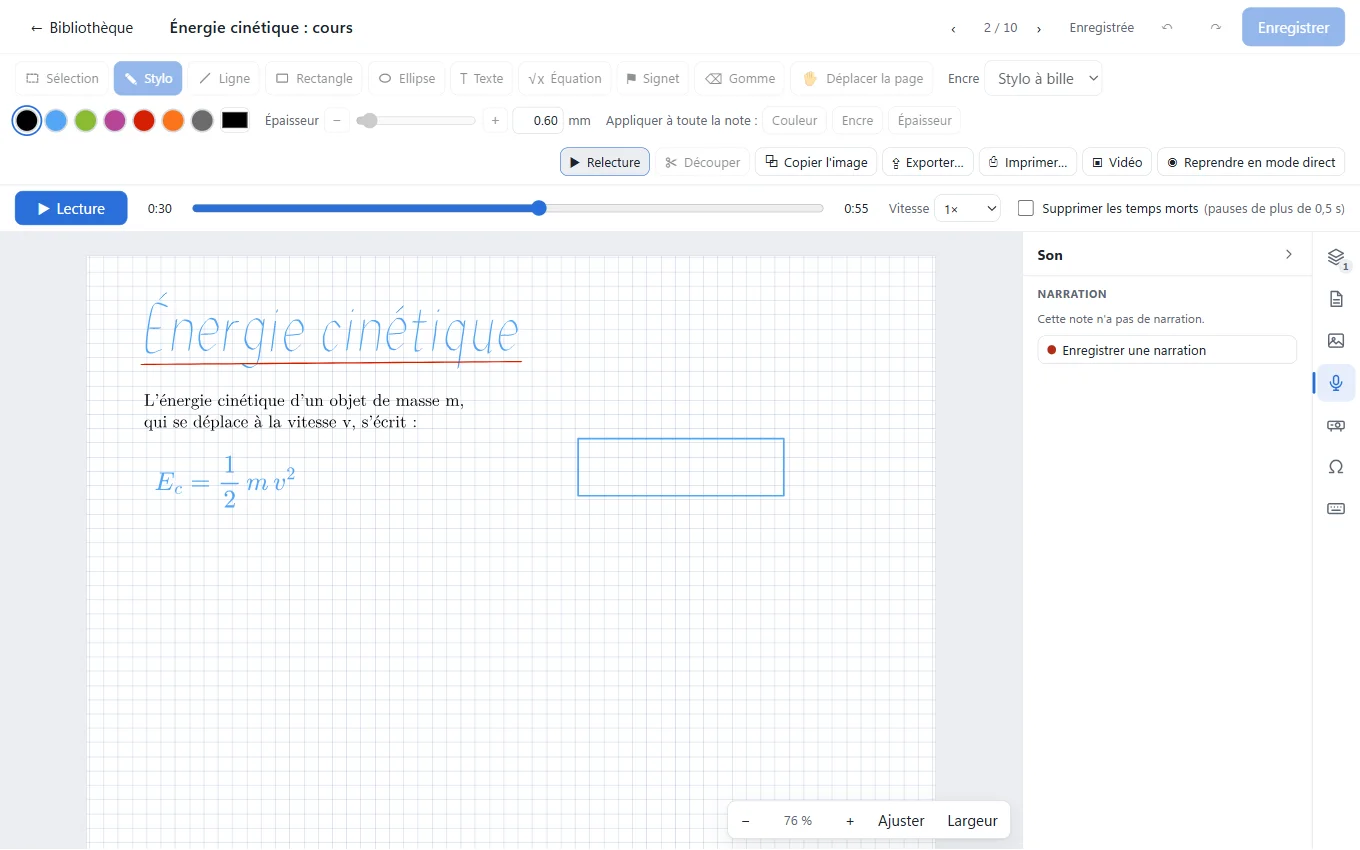 ← Bibliothèque Énergie cinétique : cours ‹ 2 / 10 › Enregistrée Enregistrer
Sélection Stylo Ligne Rectangle Ellipse T Texte √x Équation Signet Gomme Déplacer la page Encre Stylo à bille
Épaisseur − + 0.60 mm Appliquer à toute la note : Couleur Encre Épaisseur
Relecture Découper Copier l'image Exporter... Imprimer... Vidéo Reprendre en mode direct
Lecture 0:30 0:55 Vitesse 1× Supprimer les temps morts (pauses de plus de 0,5 s)
Énergie cinétique
L'énergie cinétique d'un objet de masse m,
qui se déplace à la vitesse v, s'écrit :
E_c = 1/2 m v²
Son
NARRATION
Cette note n'a pas de narration.
Enregistrer une narration
1
Ω
− 76 % + Ajuster Largeur